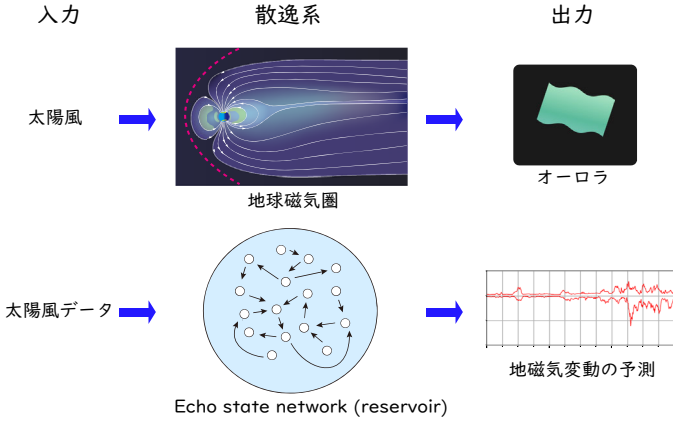 入力
散逸系
出力
太陽風
地球磁気圏
オーロラ
太陽風データ
地磁気変動の予測
Echo state network (reservoir)